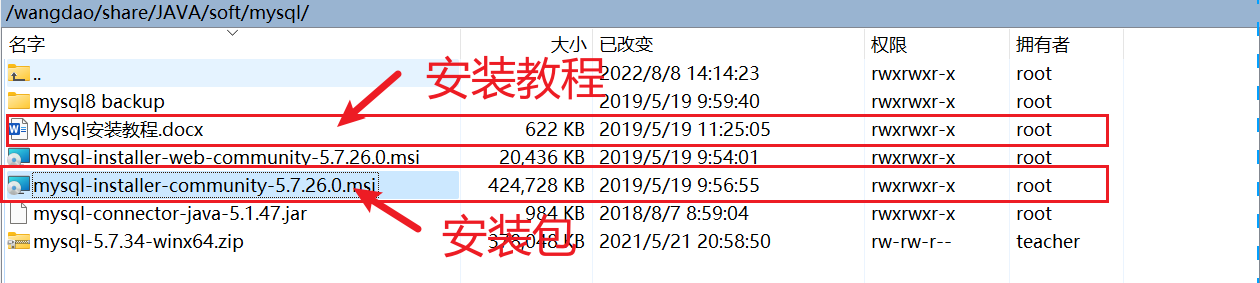 /wangdao/share/JAVA/soft/mysql/
名字 大小 已改变 权限 拥有者
.. 2022/8/8 14:14:23 rwxrwxr-x root
安装教程
mysql8 backup 2019/5/19 9:59:40 rwxrwxr-x root
Mysql安装教程.docx 622 KB 2019/5/19 11:25:05 rwxrwxr-x root
mysql-installer-web-community-5.7.26.0.msi 20,436 KB 2019/5/19 9:54:01 rwxrwxr-x root
mysql-installer-community-5.7.26.0.msi 424,728 KB 2019/5/19 9:56:55 rwxrwxr-x root
mysql-connector-java-5.1.47.jar 984 KB 2018/8/7 8:59:04 rwxrwxr-x root
安装包
mysql-5.7.34-winx64.zip 378,048 KB 2021/5/21 20:58:50 rw-rw-r-- teacher